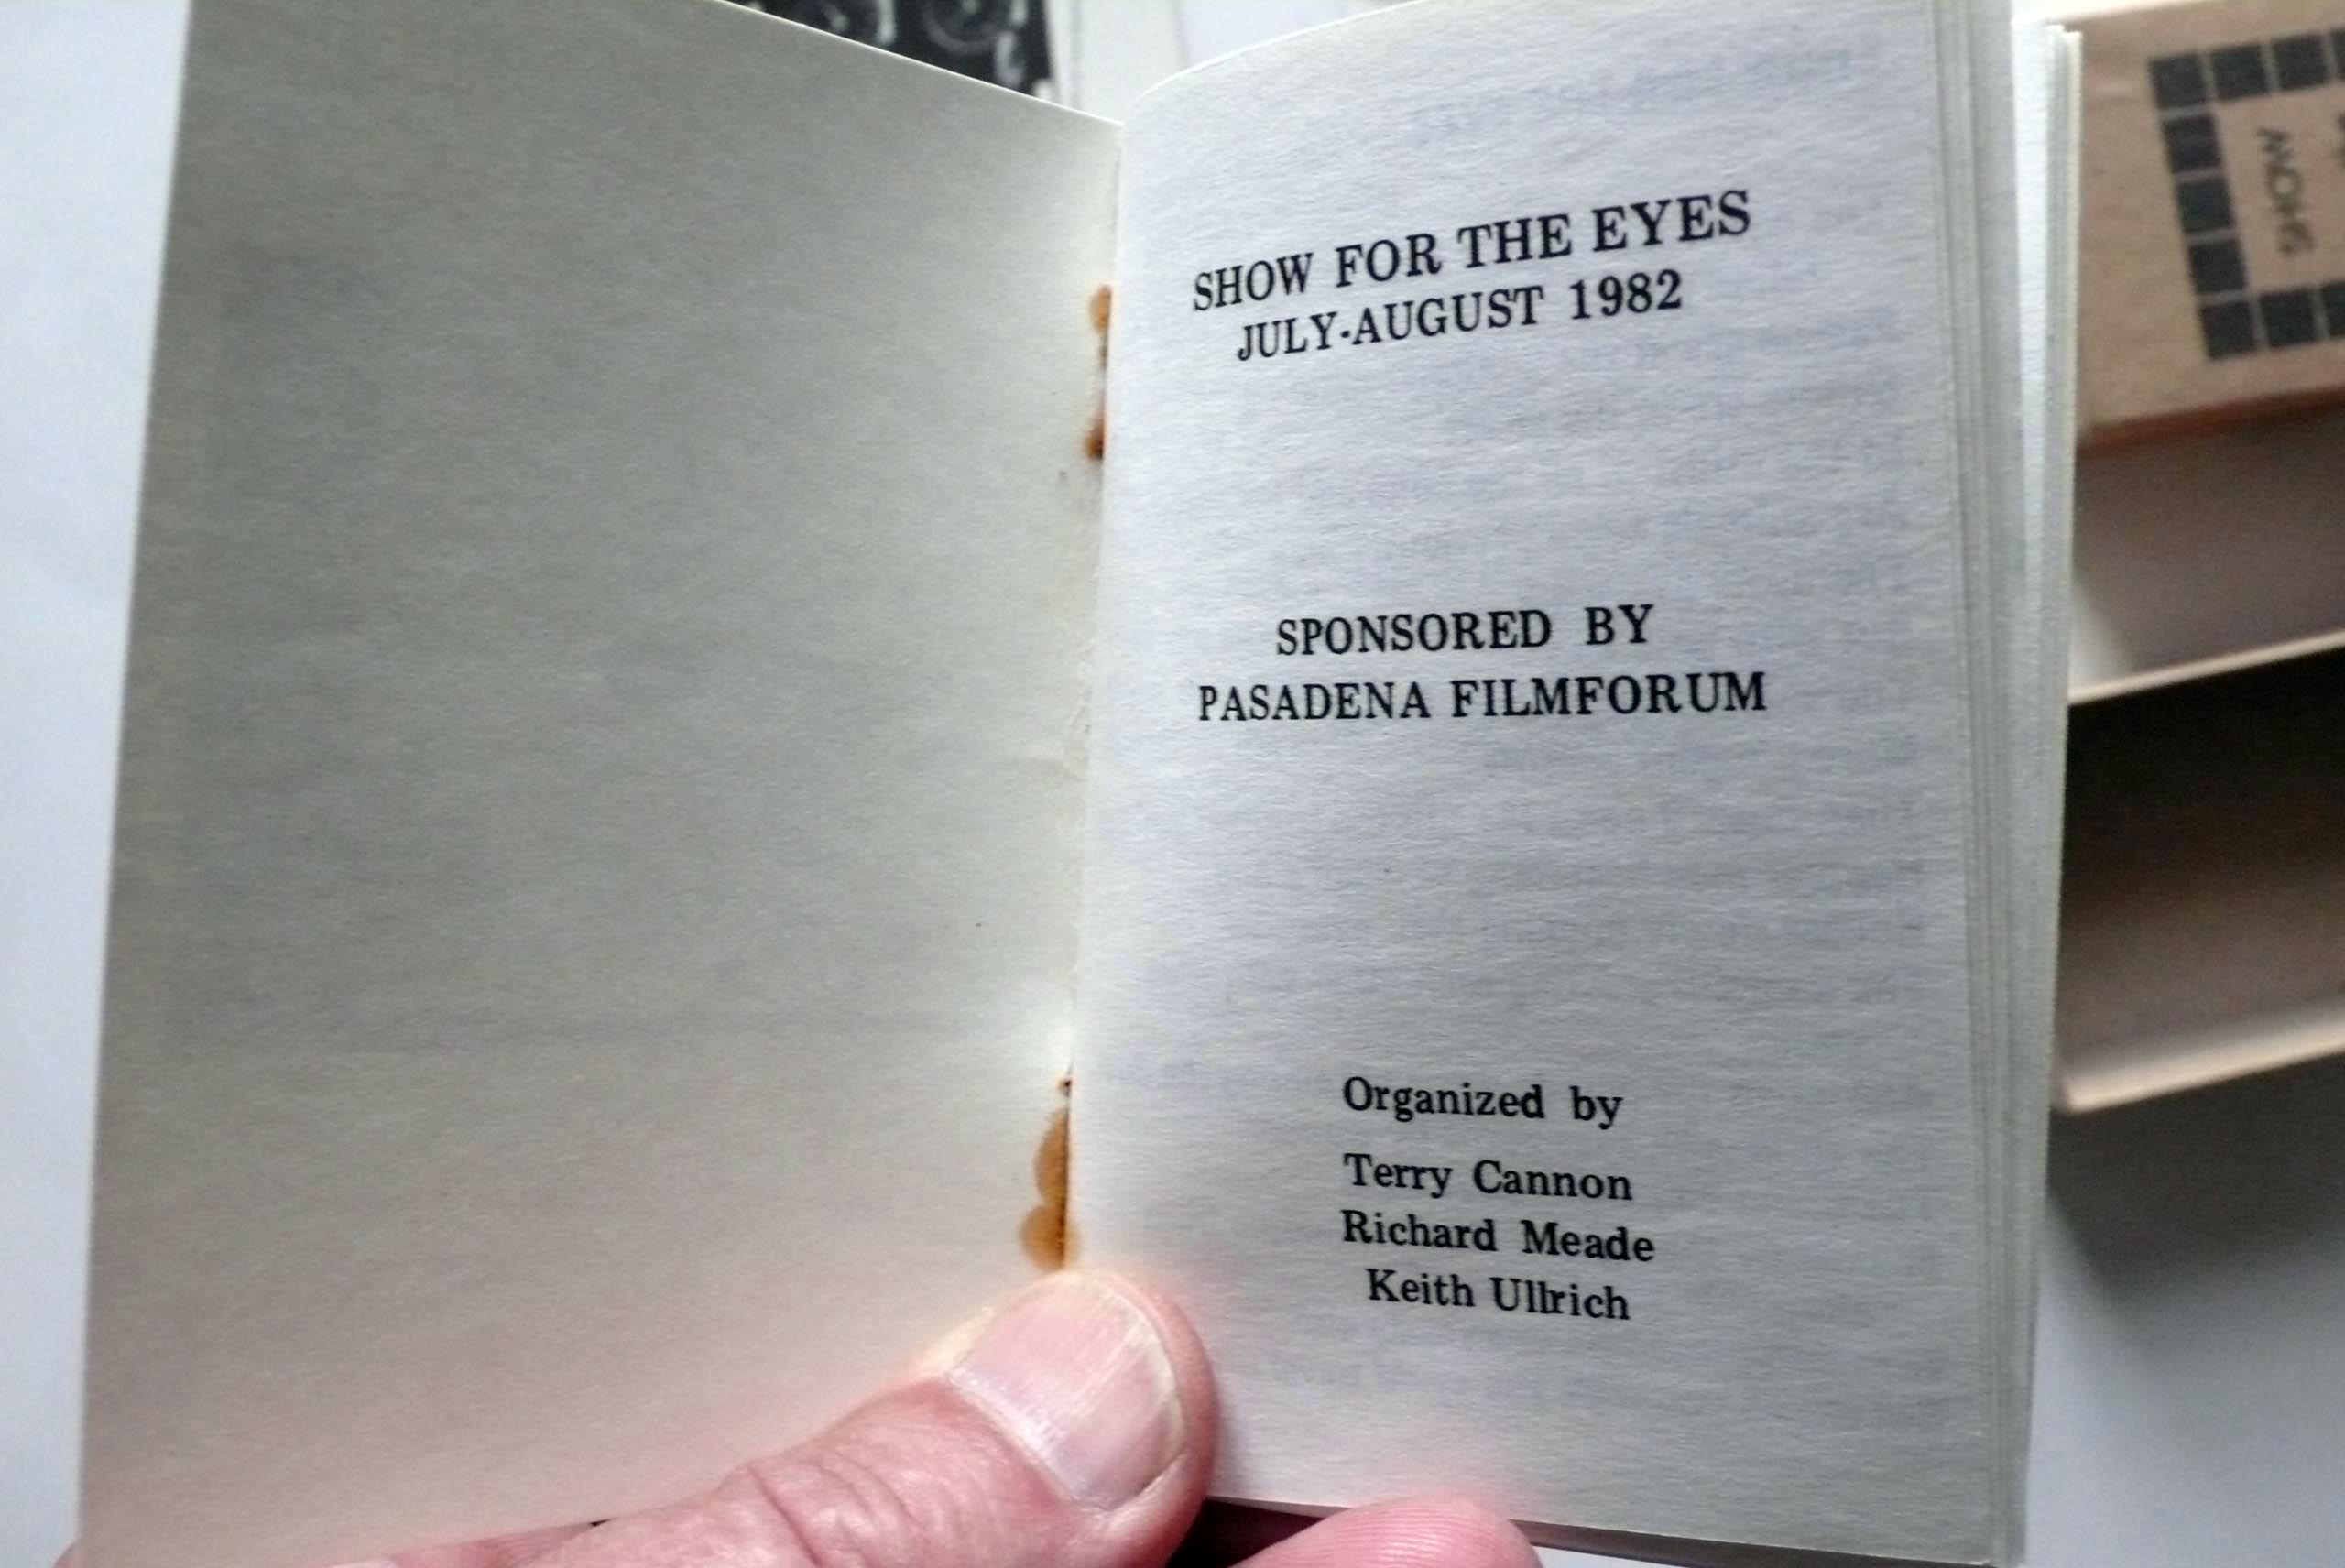 SHOW FOR THE EYES
JULY-AUGUST 1982
SPONSORED BY
PASADENA FILMFORUM
Organized by
Terry Cannon
Richard Meade
Keith Ullrich
SHOW